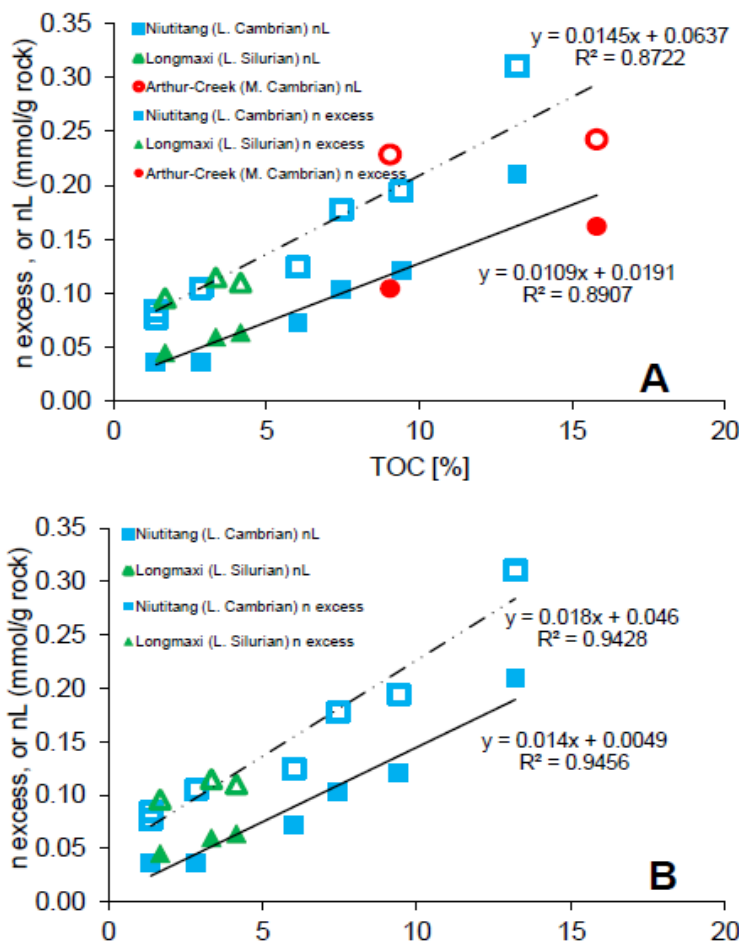 n excess , or nL (mmol/g rock)
0.35
0.30
0.25
0.20
0.15
0.10
0.05
0.00
Niutitang (L. Cambrian) nL
Longmaxi (L. Silurian) nL
Arthur-Creek (M. Cambrian) nL
Niutitang (L. Cambrian) n excess
Longmaxi (L. Silurian) n excess
Arthur-Creek (M. Cambrian) n excess
y = 0.0145x + 0.0637
R² = 0.8722
y = 0.0109x + 0.0191
R² = 0.8907
A
0 5 10 15 20
TOC [%]
n excess, or nL (mmol/g rock)
0.35
0.30
0.25
0.20
0.15
0.10
0.05
0.00
Niutitang (L. Cambrian) nL
Longmaxi (L. Silurian) nL
Niutitang (L. Cambrian) n excess
Longmaxi (L. Silurian) n excess
y = 0.018x + 0.046
R² = 0.9428
y = 0.014x + 0.0049
R² = 0.9456
B
0 5 10 15 20